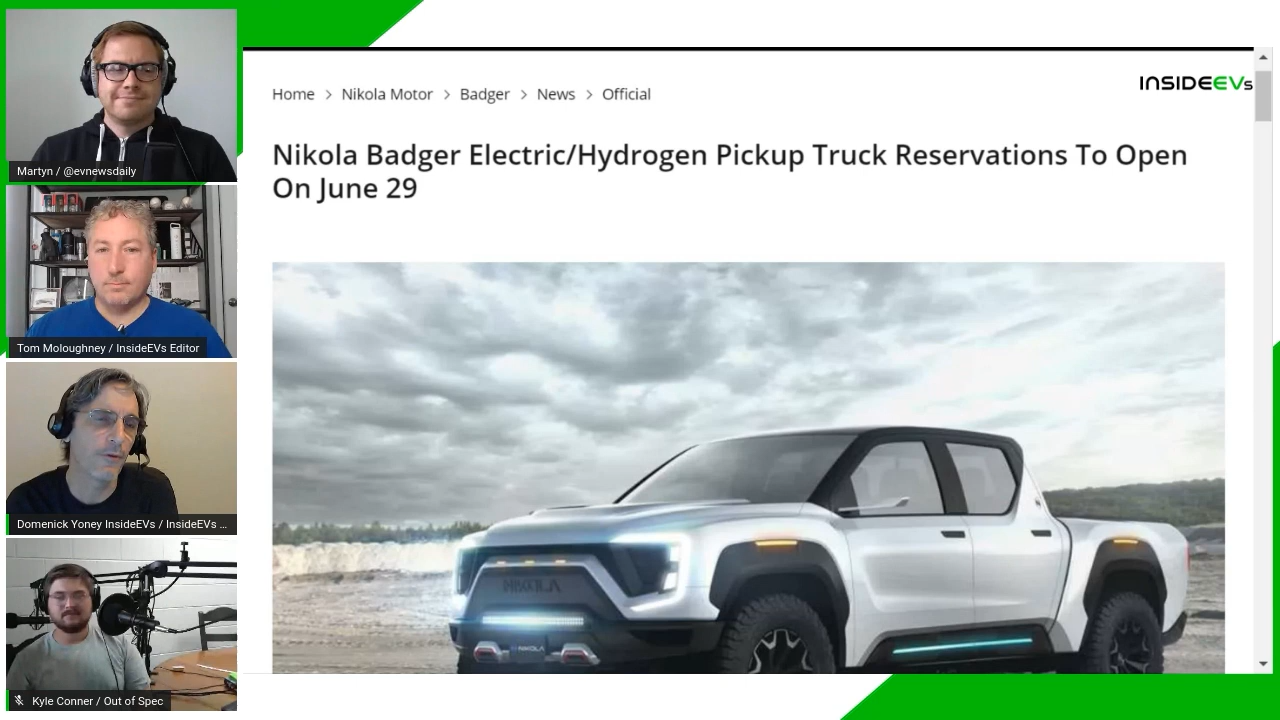 Martyn / @evnewsdaily
Tom Moloughney / InsideEVs Editor
Domenick Yoney InsideEVs / InsideEVs ...
Kyle Conner / Out of Spec
INSIDEEVs
Home > Nikola Motor > Badger > News > Official
Nikola Badger Electric/Hydrogen Pickup Truck Reservations To Open
On June 29
NIKOLA
NIKOLA